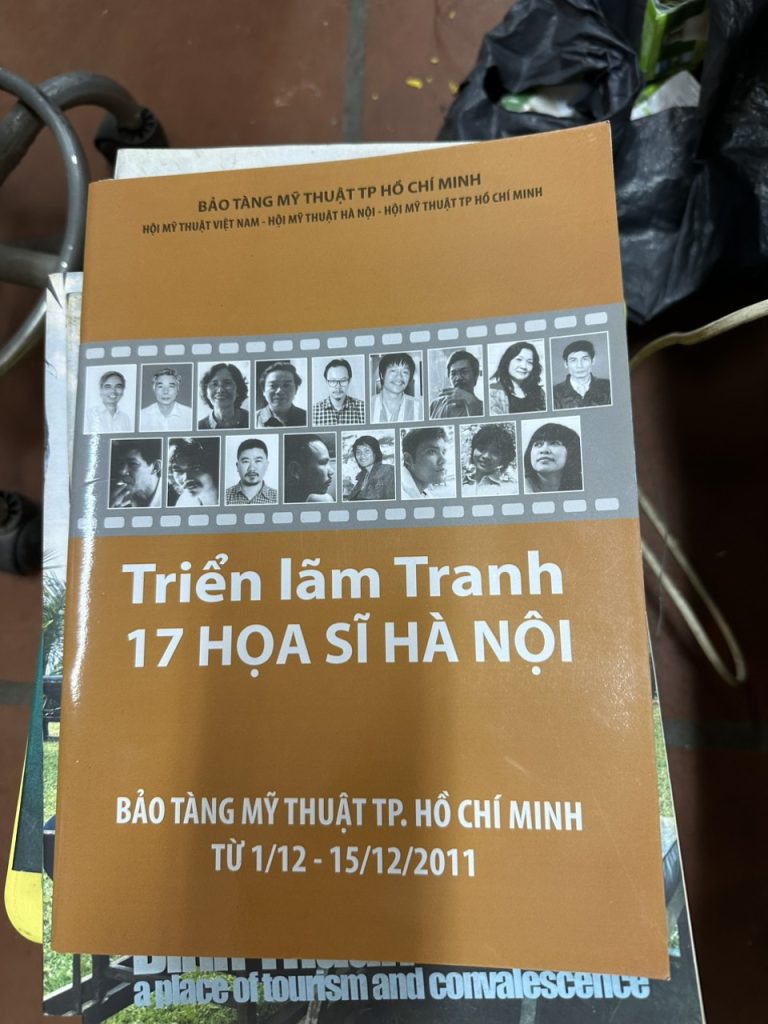 BẢO TÀNG MỸ THUẬT TP HỒ CHÍ MINH
HỘI MỸ THUẬT VIỆT NAM - HỘI MỸ THUẬT HÀ NỘI - HỘI MỸ THUẬT TP HỒ CHÍ MINH
Triển lãm Tranh
17 HỌA SĨ HÀ NỘI
BẢO TÀNG MỸ THUẬT TP. HỒ CHÍ MINH
TỪ 1/12 - 15/12/2011
a place of tourism and convalescence